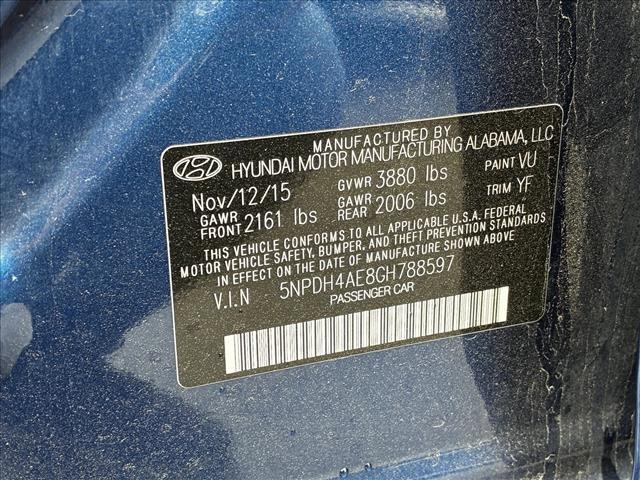 MANUFACTURED BY
HYUNDAI MOTOR MANUFACTURING ALABAMA, LLC
Nov/12/15 GVWR 3880 lbs PAINT VU
GAWR FRONT 2161 lbs GAWR REAR 2006 lbs TRIM YF
THIS VEHICLE CONFORMS TO ALL APPLICABLE U.S.A. FEDERAL
MOTOR VEHICLE SAFETY, BUMPER, AND THEFT PREVENTION STANDARDS
IN EFFECT ON THE DATE OF MANUFACTURE SHOWN ABOVE
V.I.N 5NPDH4AE8GH788597
PASSENGER CAR